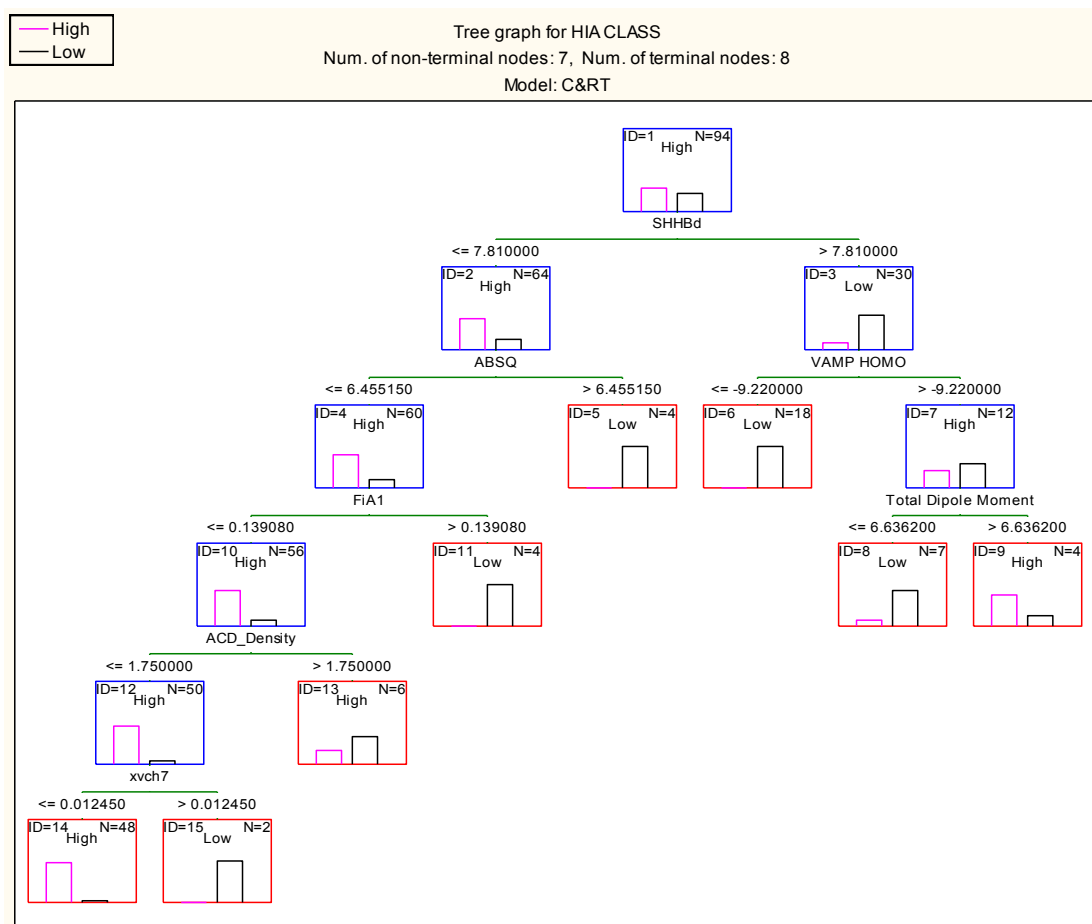 High
Low
Tree graph for HIA CLASS
Num. of non-terminal nodes: 7, Num. of terminal nodes: 8
Model: C&RT
ID=1 N=94
High
SHHBd
<= 7.810000 > 7.810000
ID=2 N=64 ID=3 N=30
High Low
ABSQ VAMP HOMO
<= 6.455150 > 6.455150 <= -9.220000 > -9.220000
ID=4 N=60 ID=5 N=4 ID=6 N=18 ID=7 N=12
High Low Low High
FiA1 Total Dipole Moment
<= 0.139080 > 0.139080 <= 6.636200 > 6.636200
ID=10 N=56 ID=11 N=4 ID=8 N=7 ID=9 N=4
High Low Low High
ACD_Density
<= 1.750000 > 1.750000
ID=12 N=50 ID=13 N=6
High High
xvch7
<= 0.012450 > 0.012450
ID=14 N=48 ID=15 N=2
High Low